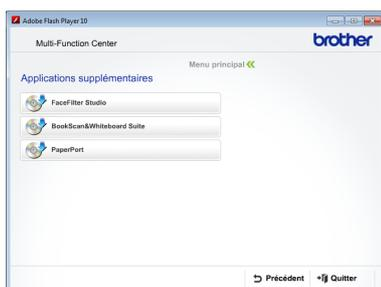 Adobe Flash Player 10
Multi-Function Center
brother
Menu principal
Applications supplémentaires
FaceFilter Studio
BookScan&Whiteboard Suite
PaperPort
Précédent
Quitter